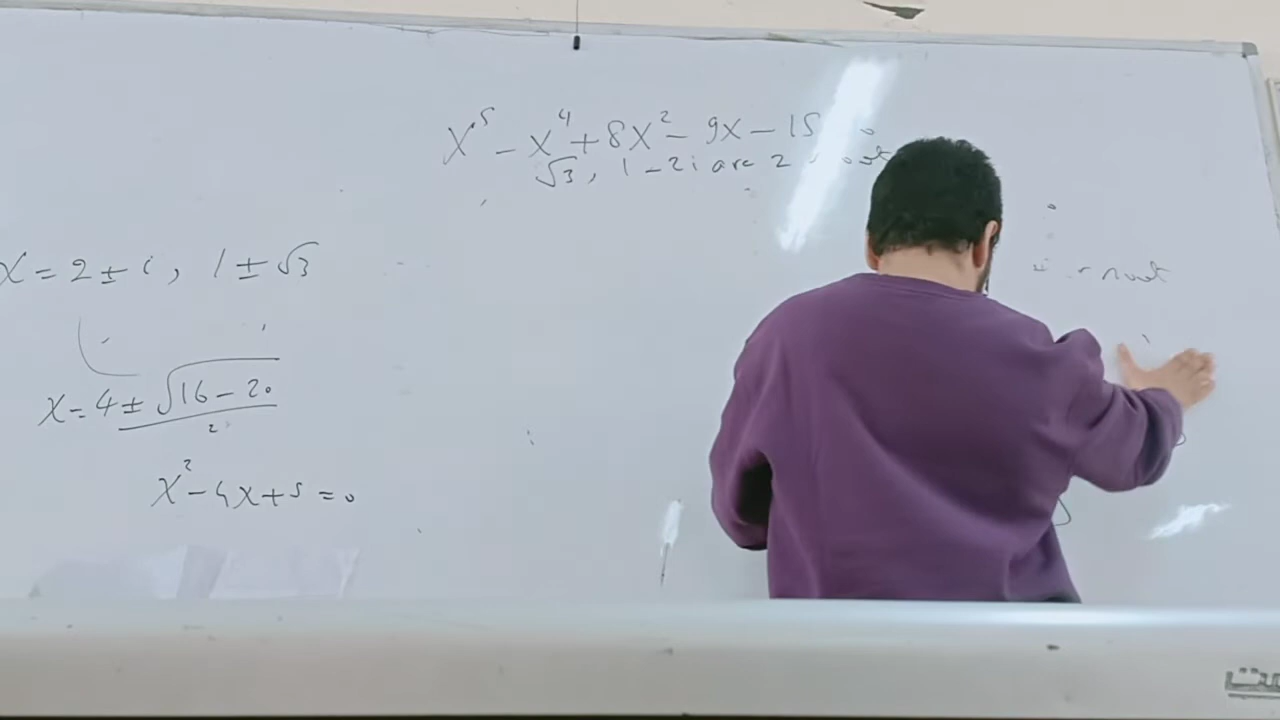 x⁵ - x⁴ + 8x² - 9x - 15
√3, 1 - 2i are 2
x = 2 ± i, 1 ± √3
x = 4 ± √16 - 20
2
x² - 4x + 5 = 0